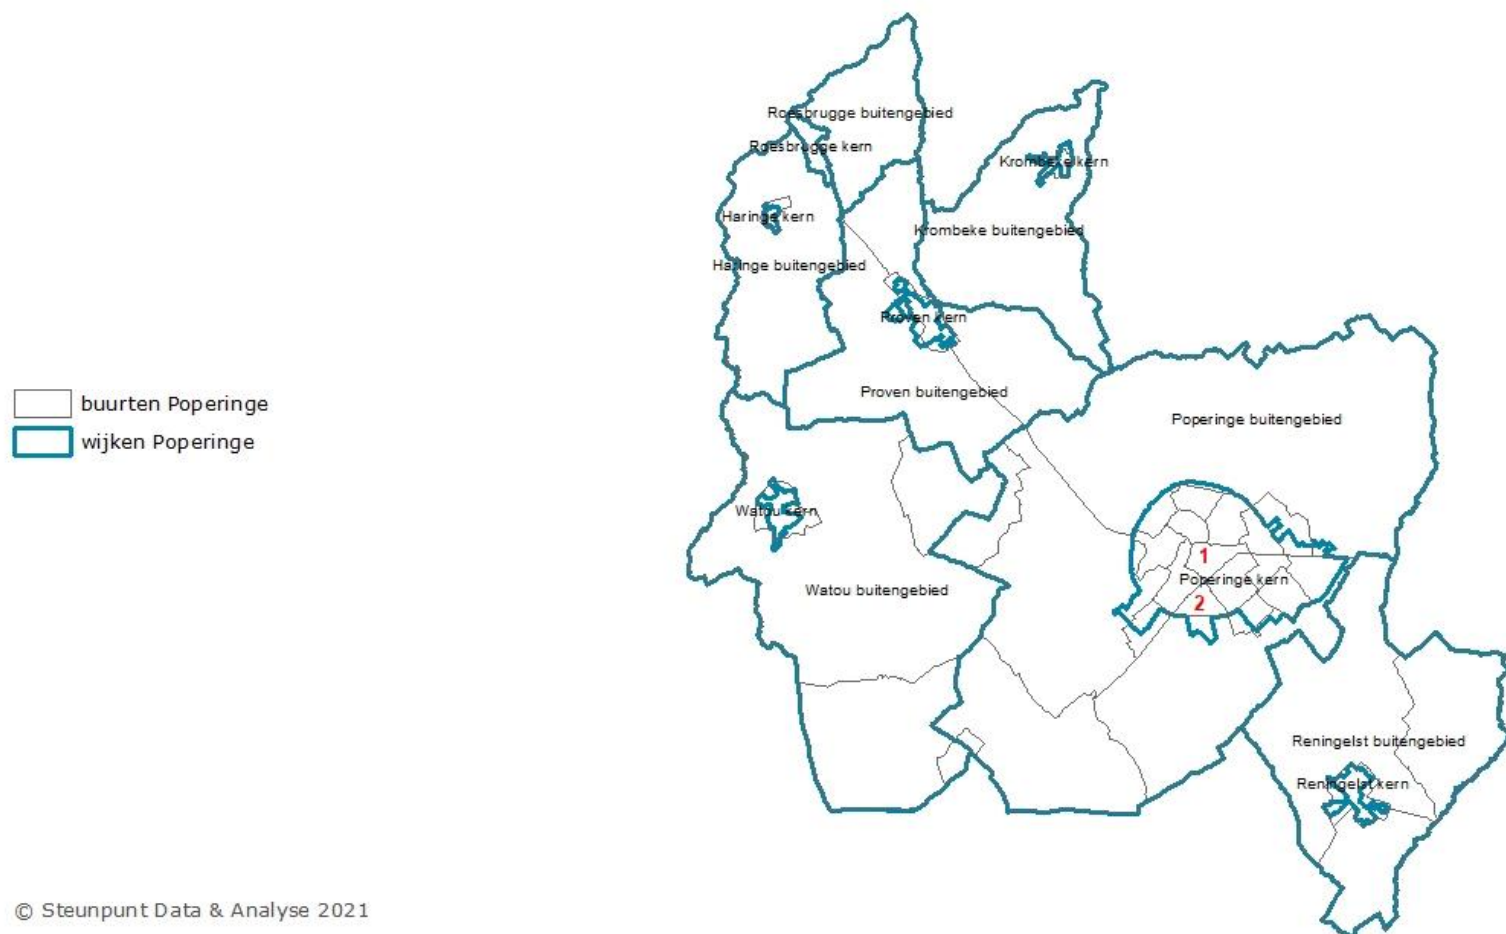 Roesbrugge buitengebied
Roesbrugge kern
Krombeke kern
Haringe kern
Krombeke buitengebied
Haringe buitengebied
Proven kern
Proven buitengebied
buurten Poperinge
wijken Poperinge
Poperinge buitengebied
Watou kern
1
Poperinge kern
Watou buitengebied
2
Reningelst buitengebied
Reningelst kern
© Steunpunt Data & Analyse 2021